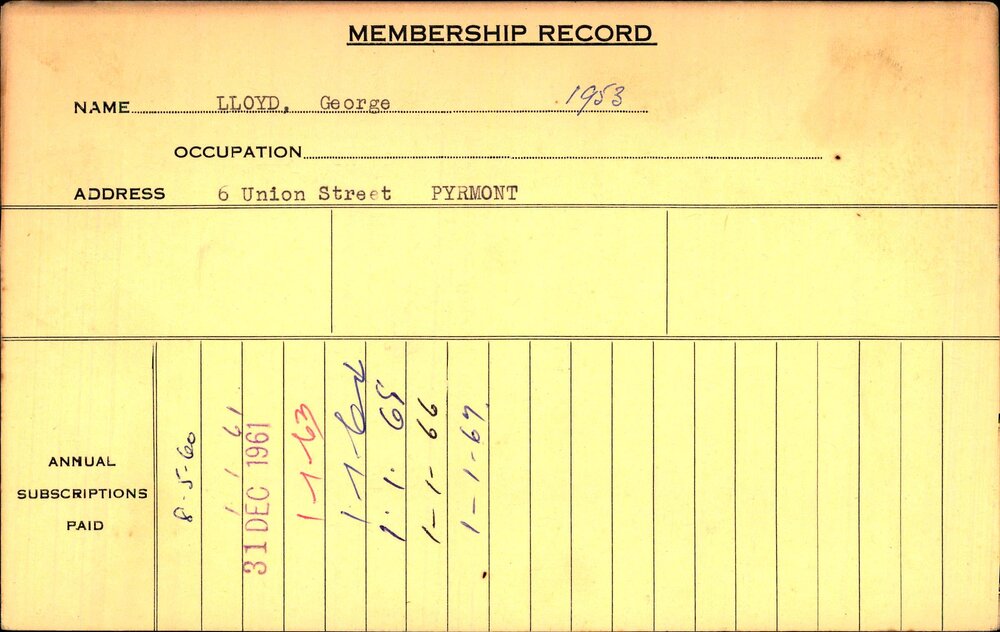 MEMBERSHIP RECORD
NAME LLOYD, George 1953
OCCUPATION
ADDRESS 6 Union Street PYRMONT
ANNUAL
SUBSCRIPTIONS
PAID
8-5-60
1/1/61
31 DEC 1961
1-1-63
1-1-64
1.1.65
1-1-66
1-1-67.